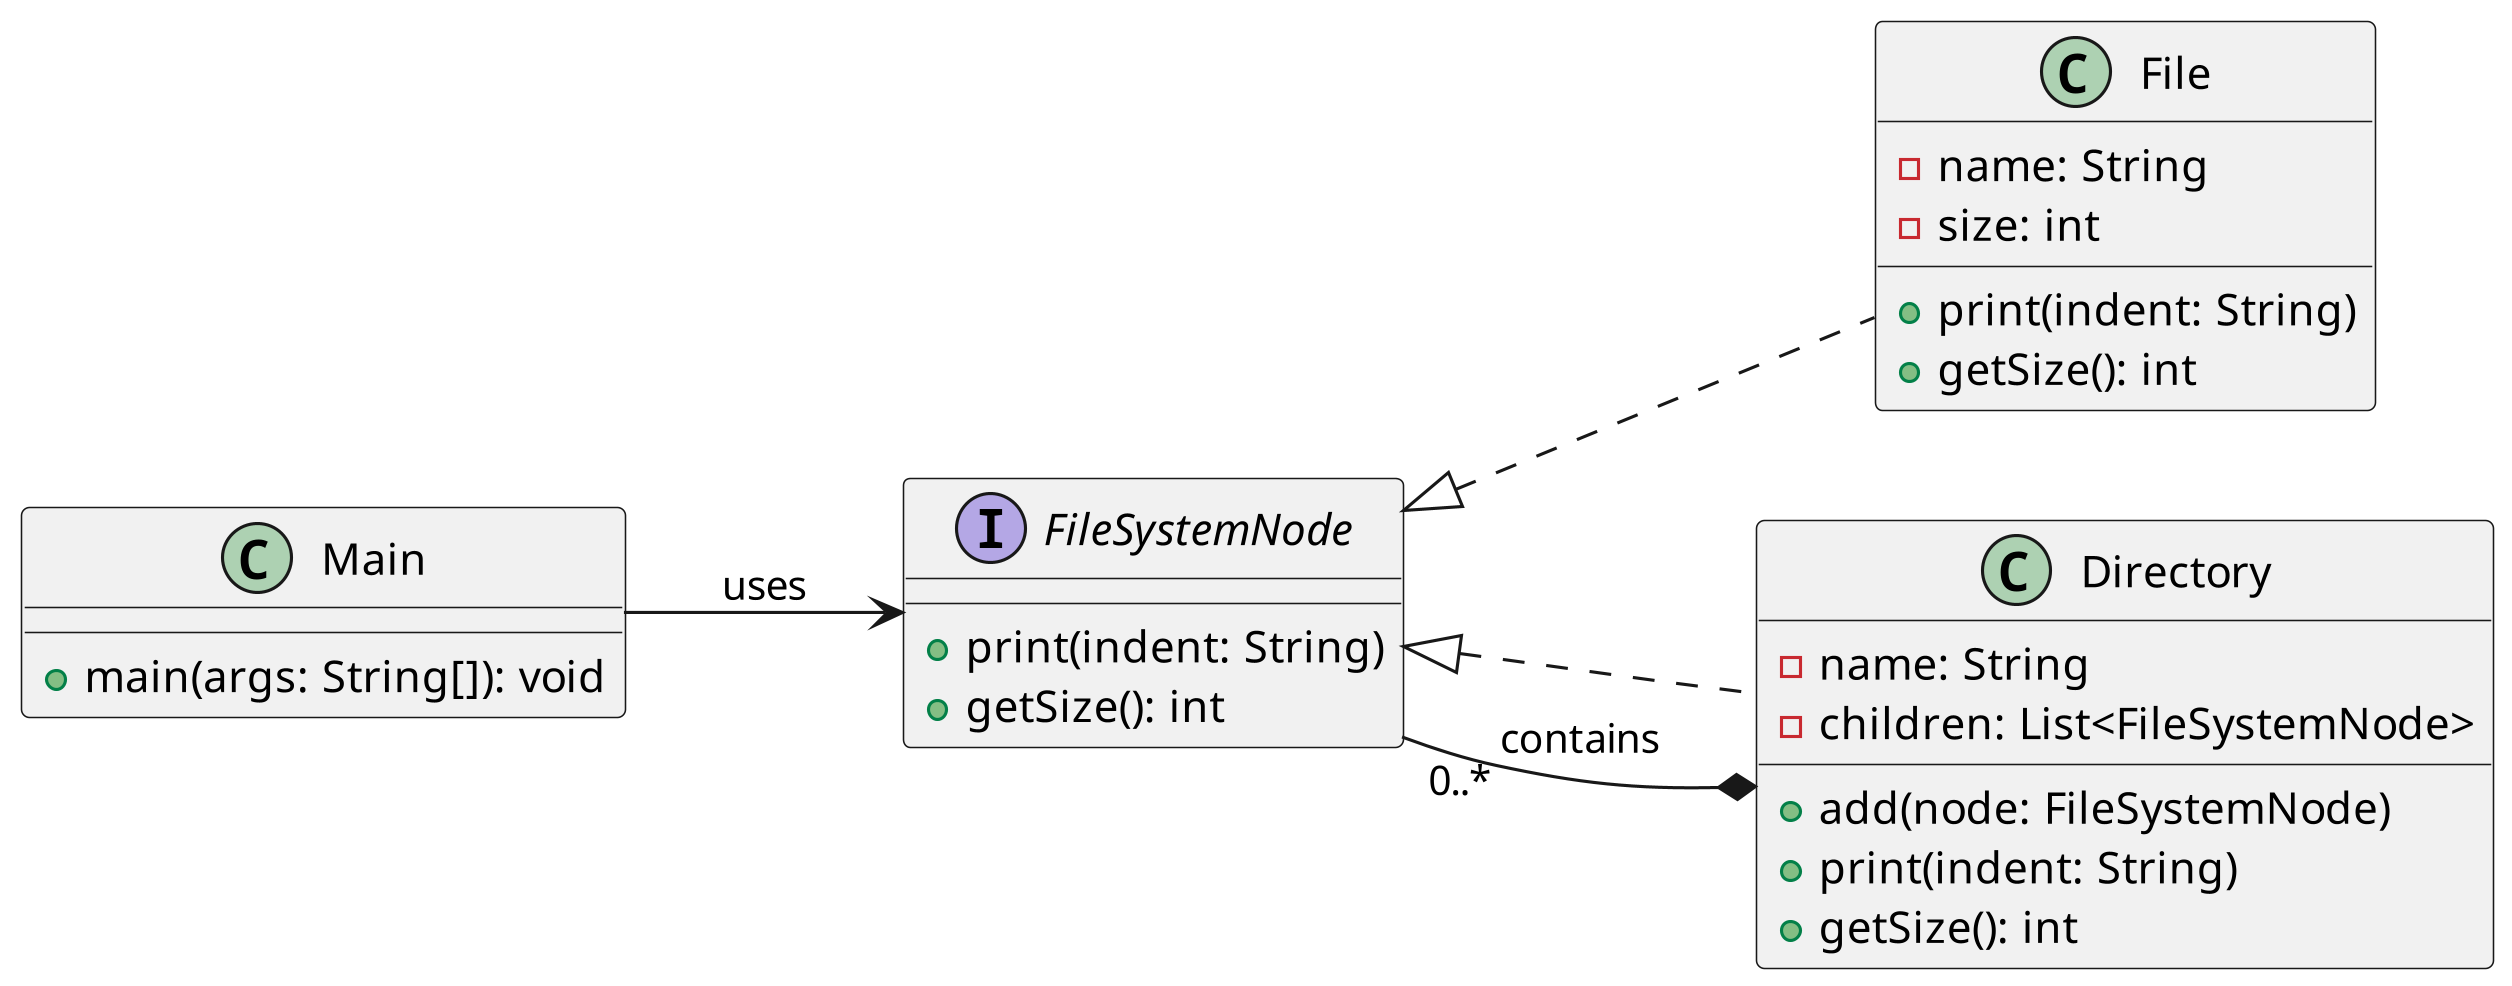 C File
name: String
size: int
print(indent: String)
getSize(): int
C Main
main(args: String[]): void
uses
I FileSystemNode
print(indent: String)
getSize(): int
contains
0..*
C Directory
name: String
children: List<FileSystemNode>
add(node: FileSystemNode)
print(indent: String)
getSize(): int